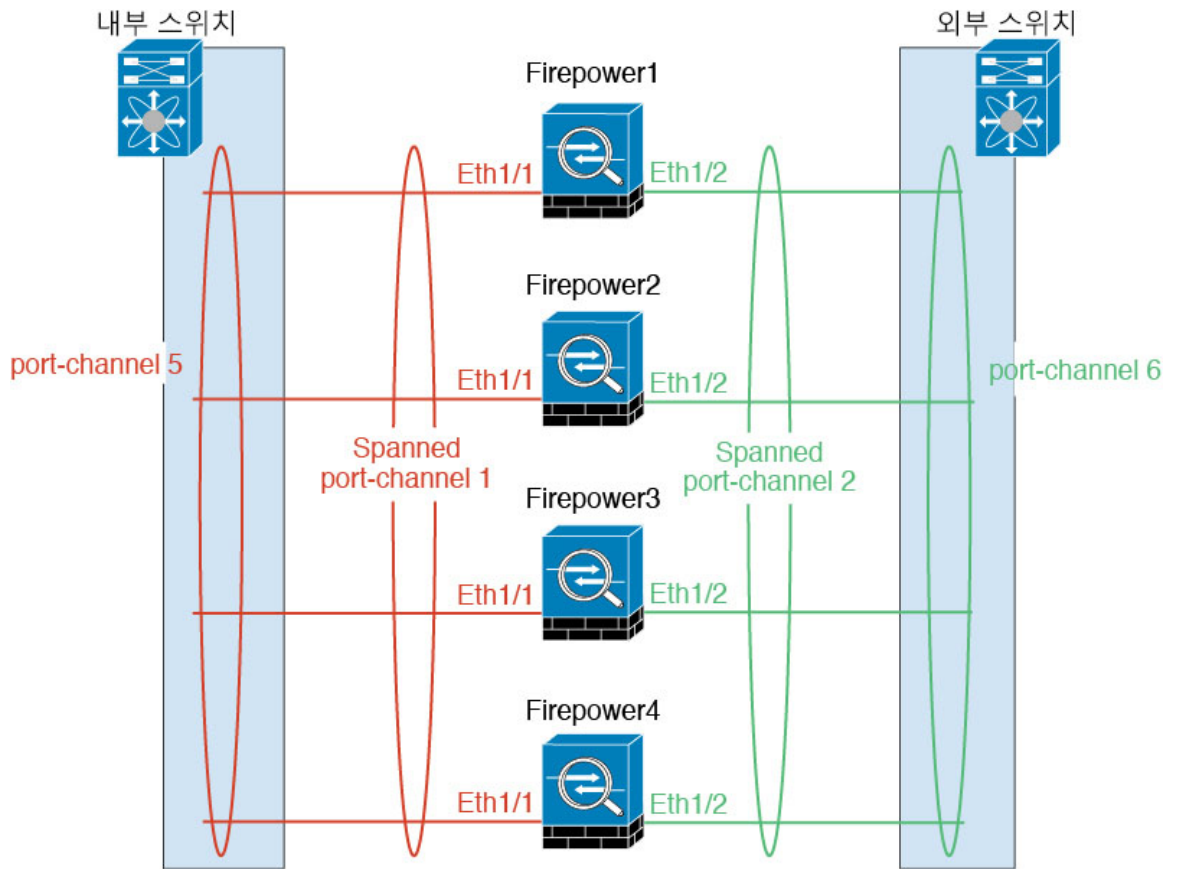 내부 스위치
외부 스위치
Firepower1
Eth1/1
Eth1/2
Firepower2
port-channel 5
Eth1/1
Eth1/2
port-channel 6
Spanned
port-channel 1
Spanned
port-channel 2
Firepower3
Eth1/1
Eth1/2
Firepower4
Eth1/1
Eth1/2